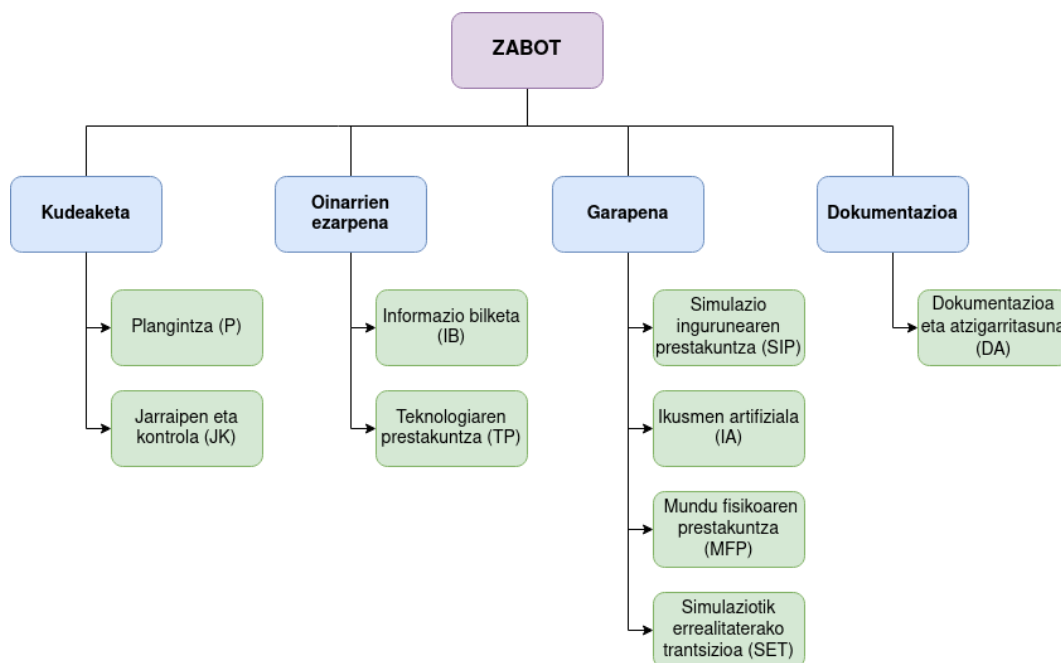 ZABOT
Kudeaketa
Oinarrien
ezarpena
Garapena
Dokumentazioa
Plangintza (P)
Jarraipen eta
kontrola (JK)
Informazio bilketa
(IB)
Teknologiaren
prestakuntza (TP)
Simulazio
ingurunearen
prestakuntza (SIP)
Ikusmen artifiziala
(IA)
Mundu fisikoaren
prestakuntza
(MFP)
Simulaziotik
errealitaterako
trantsizioa (SET)
Dokumentazioa
eta atzigarritasuna
(DA)